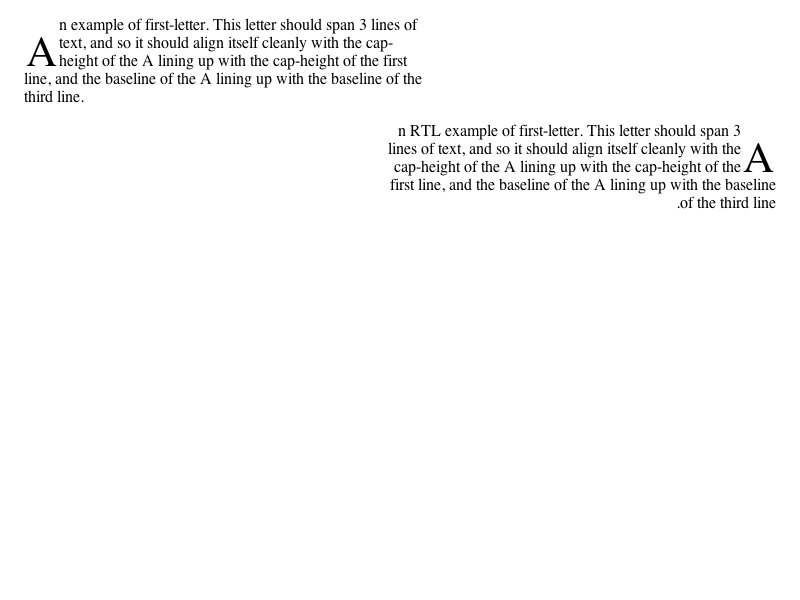 An example of first-letter. This letter should span 3 lines of
text, and so it should align itself cleanly with the cap-
height of the A lining up with the cap-height of the first
line, and the baseline of the A lining up with the baseline of the
third line.
An RTL example of first-letter. This letter should span 3
lines of text, and so it should align itself cleanly with the
cap-height of the A lining up with the cap-height of the
first line, and the baseline of the A lining up with the baseline
.of the third line